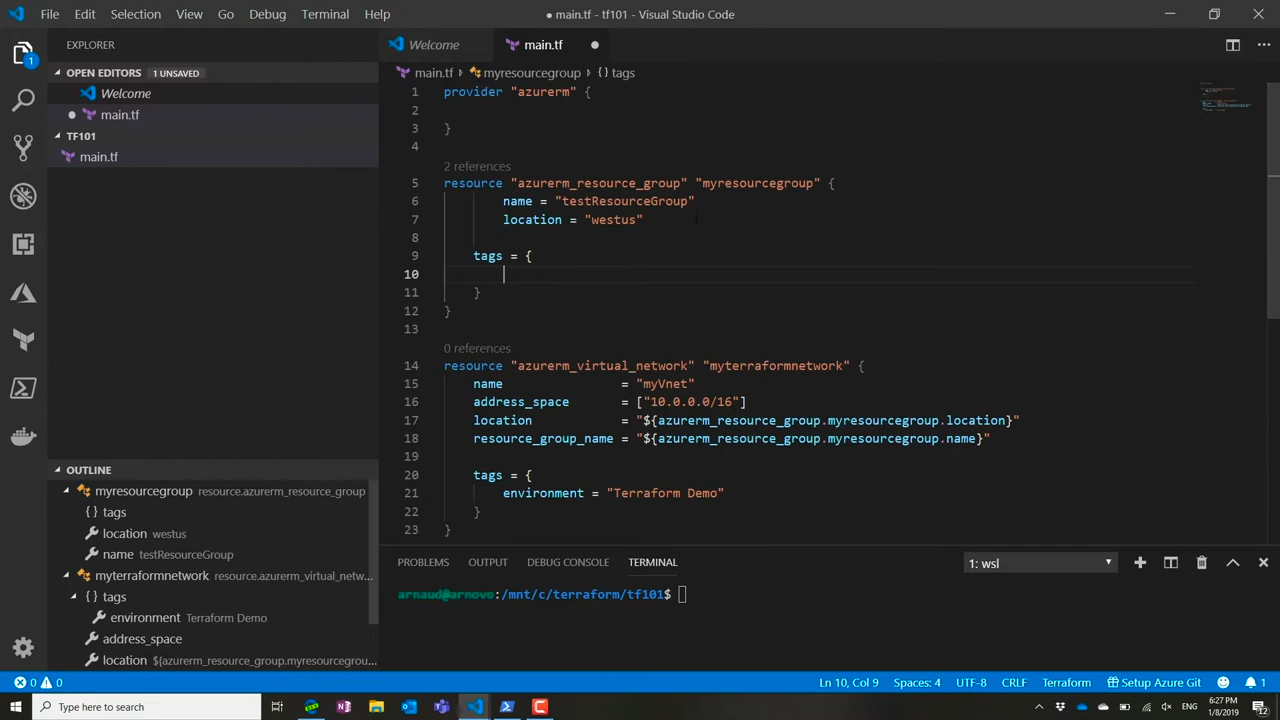 File Edit Selection View Go Debug Terminal Help
● main.tf - tf101 - Visual Studio Code
EXPLORER
OPEN EDITORS 1 UNSAVED
Welcome
main.tf
TF101
main.tf
OUTLINE
myresourcegroup resource.azurerm_resource_group
{ } tags
location westus
name testResourceGroup
myterraformnetwork resource.azurerm_virtual_netw...
{ } tags
environment Terraform Demo
address_space
location ${azurerm_resource_group.myresourcegrou...
Welcome main.tf
main.tf myresourcegroup {} tags
1 provider "azurerm" {
2
3 }
4
2 references
5 resource "azurerm_resource_group" "myresourcegroup" {
6 name = "testResourceGroup"
7 location = "westus"
8
9 tags = {
10
11 }
12 }
13
0 references
14 resource "azurerm_virtual_network" "myterraformnetwork" {
15 name = "myVnet"
16 address_space = ["10.0.0.0/16"]
17 location = "${azurerm_resource_group.myresourcegroup.location}"
18 resource_group_name = "${azurerm_resource_group.myresourcegroup.name}"
19
20 tags = {
21 environment = "Terraform Demo"
22 }
23 }
PROBLEMS OUTPUT DEBUG CONSOLE TERMINAL 1: wsl
arnaud@arnovo:/mnt/c/terraform/tf101$
0 0 Ln 10, Col 9 Spaces: 4 UTF-8 CRLF Terraform Setup Azure Git 1
Type here to search 6:27 PM
1/8/2019